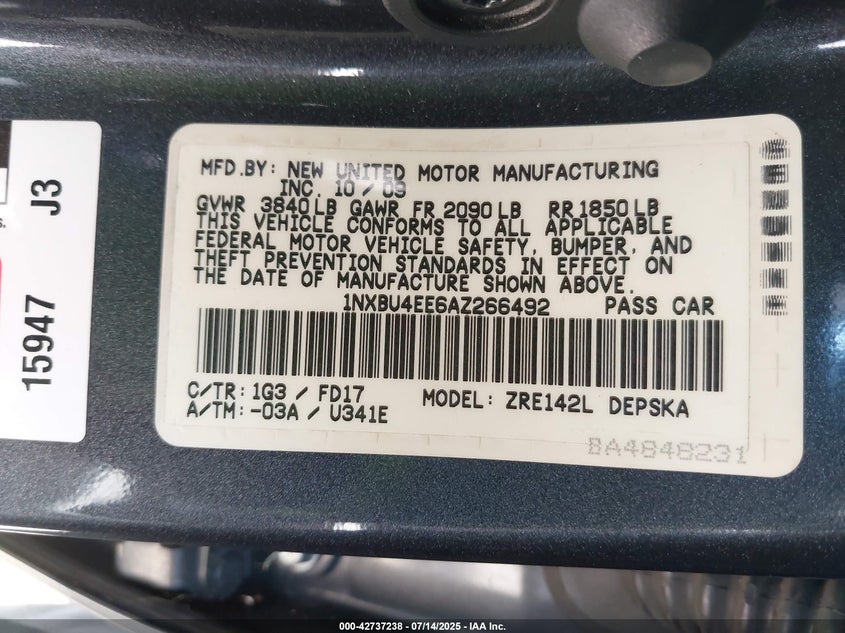 MFD.BY: NEW UNITED MOTOR MANUFACTURING
INC. 10 / 09
GVWR 3840 LB GAWR FR 2090 LB RR 1850 LB
THIS VEHICLE CONFORMS TO ALL APPLICABLE
FEDERAL MOTOR VEHICLE SAFETY, BUMPER, AND
THEFT PREVENTION STANDARDS IN EFFECT ON
THE DATE OF MANUFACTURE SHOWN ABOVE.
1NXBU4EE6AZ266492 PASS CAR
C/TR: 1G3 / FD17 MODEL: ZRE142L DEPSKA
A/TM: -03A / U341E
BA4848231
15947 J3
s.
000-42737238 - 07/14/2025 - IAA Inc.